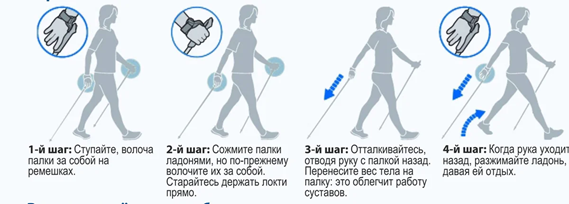 1-й шаг: Ступайте, волоча
палки за собой на
ремешках.
2-й шаг: Сожмите палки
ладонями, но по-прежнему
волочите их за собой.
Старайтесь держать локти
прямо.
3-й шаг: Отталкивайтесь,
отводя руку с палкой назад.
Перенесите вес тела на
палку: это облегчит работу
суставов.
4-й шаг: Когда рука уходит
назад, разжимайте ладонь,
давая ей отдых.